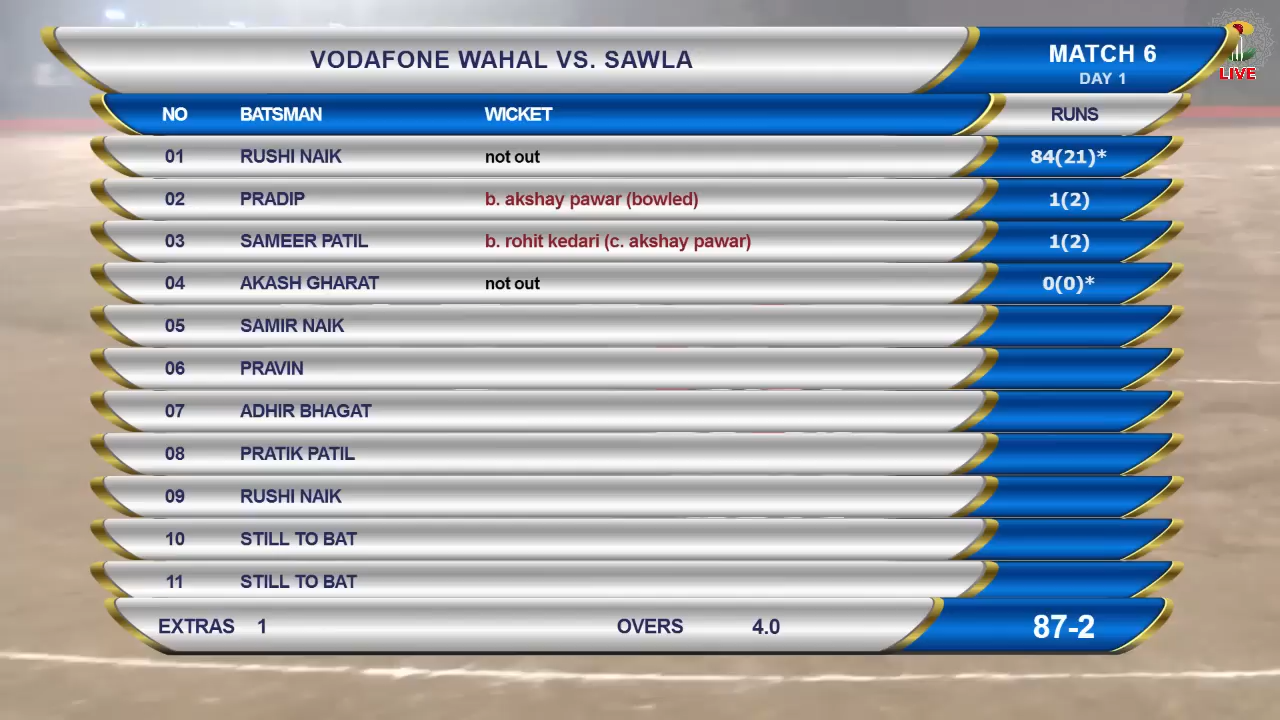 VODAFONE WAHAL VS. SAWLA
MATCH 6
DAY 1
LIVE
NO BATSMAN WICKET RUNS
01 RUSHI NAIK not out 84(21)*
02 PRADIP b. akshay pawar (bowled) 1(2)
03 SAMEER PATIL b. rohit kedari (c. akshay pawar) 1(2)
04 AKASH GHARAT not out 0(0)*
05 SAMIR NAIK
06 PRAVIN
07 ADHIR BHAGAT
08 PRATIK PATIL
09 RUSHI NAIK
10 STILL TO BAT
11 STILL TO BAT
EXTRAS 1 OVERS 4.0 87-2